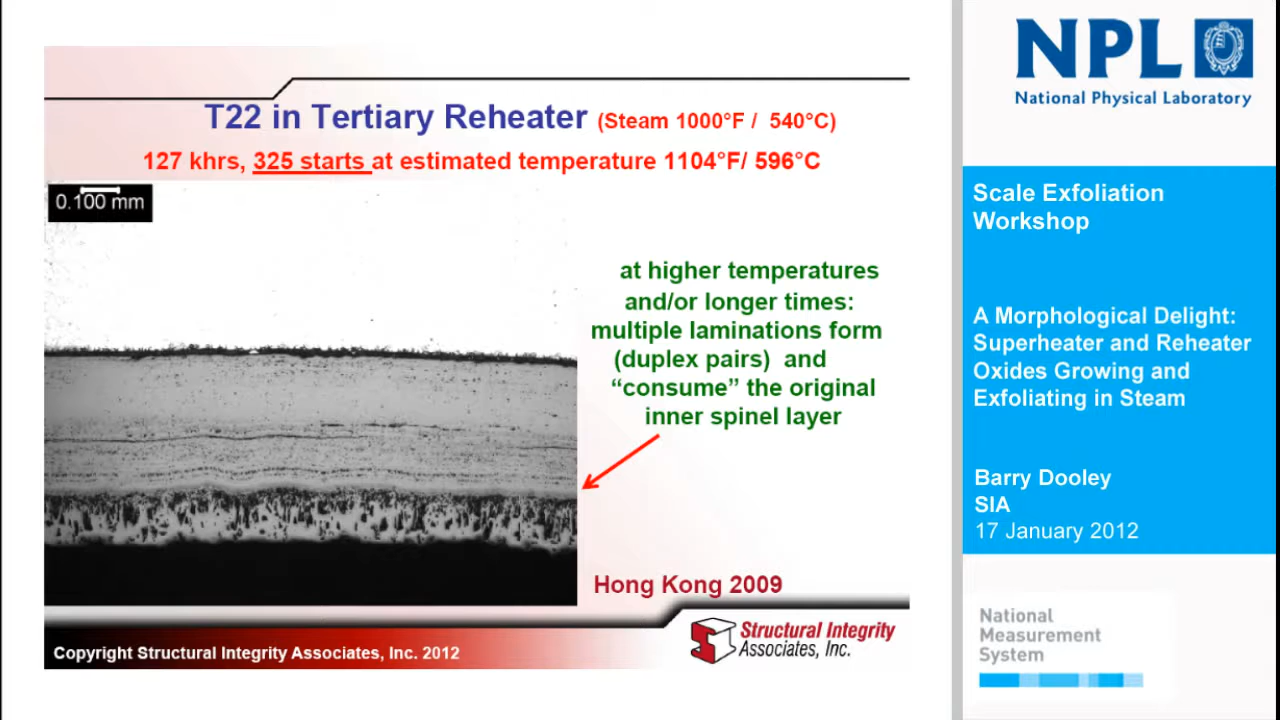 T22 in Tertiary Reheater (Steam 1000°F / 540°C)
127 khrs, 325 starts at estimated temperature 1104°F/ 596°C
0.100 mm
at higher temperatures
and/or longer times:
multiple laminations form
(duplex pairs) and
“consume” the original
inner spinel layer
Hong Kong 2009
Structural Integrity
Associates, Inc.
Copyright Structural Integrity Associates, Inc. 2012
NPL
National Physical Laboratory
Scale Exfoliation
Workshop
A Morphological Delight:
Superheater and Reheater
Oxides Growing and
Exfoliating in Steam
Barry Dooley
SIA
17 January 2012
National
Measurement
System